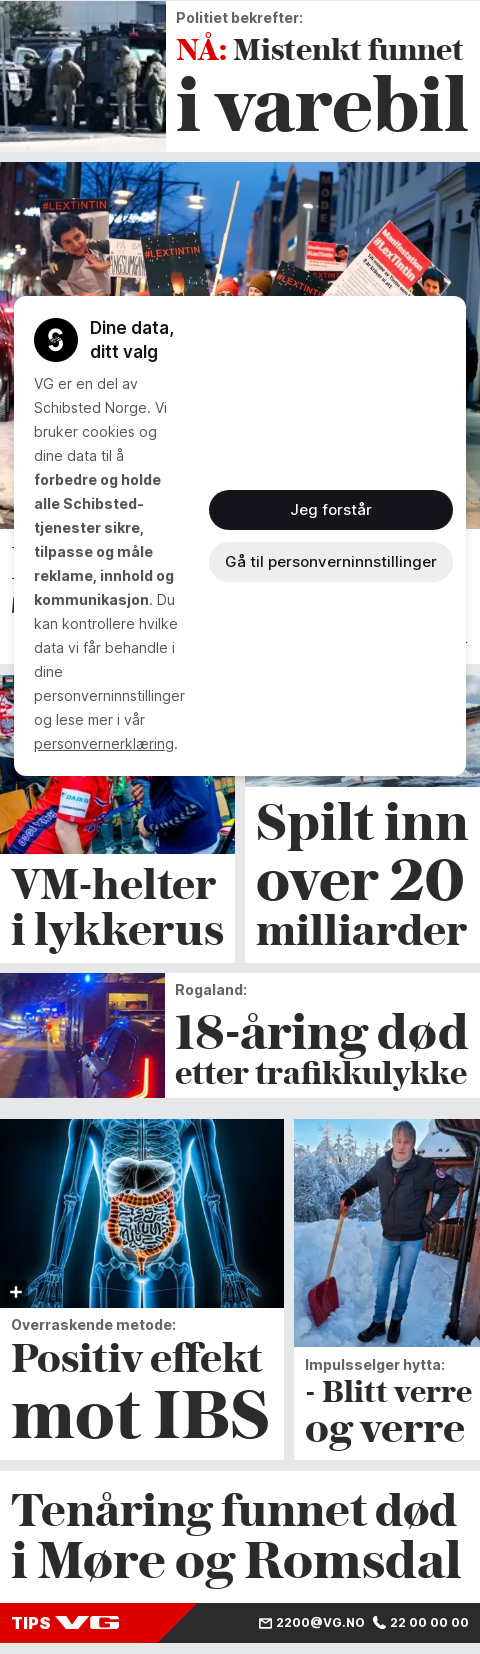 Politiet bekrefter:
NÅ: Mistenkt funnet
i varebil
#LEXTINTIN
#LEXTINTIN
Manifestation
#LexTintin
Dine data,
ditt valg
VG er en del av
Schibsted Norge. Vi
bruker cookies og
dine data til å
forbedre og holde
alle Schibsted-
tjenester sikre,
tilpasse og måle
reklame, innhold og
kommunikasjon. Du
kan kontrollere hvilke
data vi får behandle i
dine
personverninnstillinger
og lese mer i vår
personvernerklæring.
Jeg forstår
Gå til personverninnstillinger
DAIKIN
VM-helter
i lykkerus
Spilt inn
over 20
milliarder
Rogaland:
18-åring død
etter trafikkulykke
Overraskende metode:
Positiv effekt
mot IBS
Impulsselger hytta:
- Blitt verre
og verre
Tenåring funnet død
i Møre og Romsdal
TIPS VG
2200@VG.NO 22 00 00 00